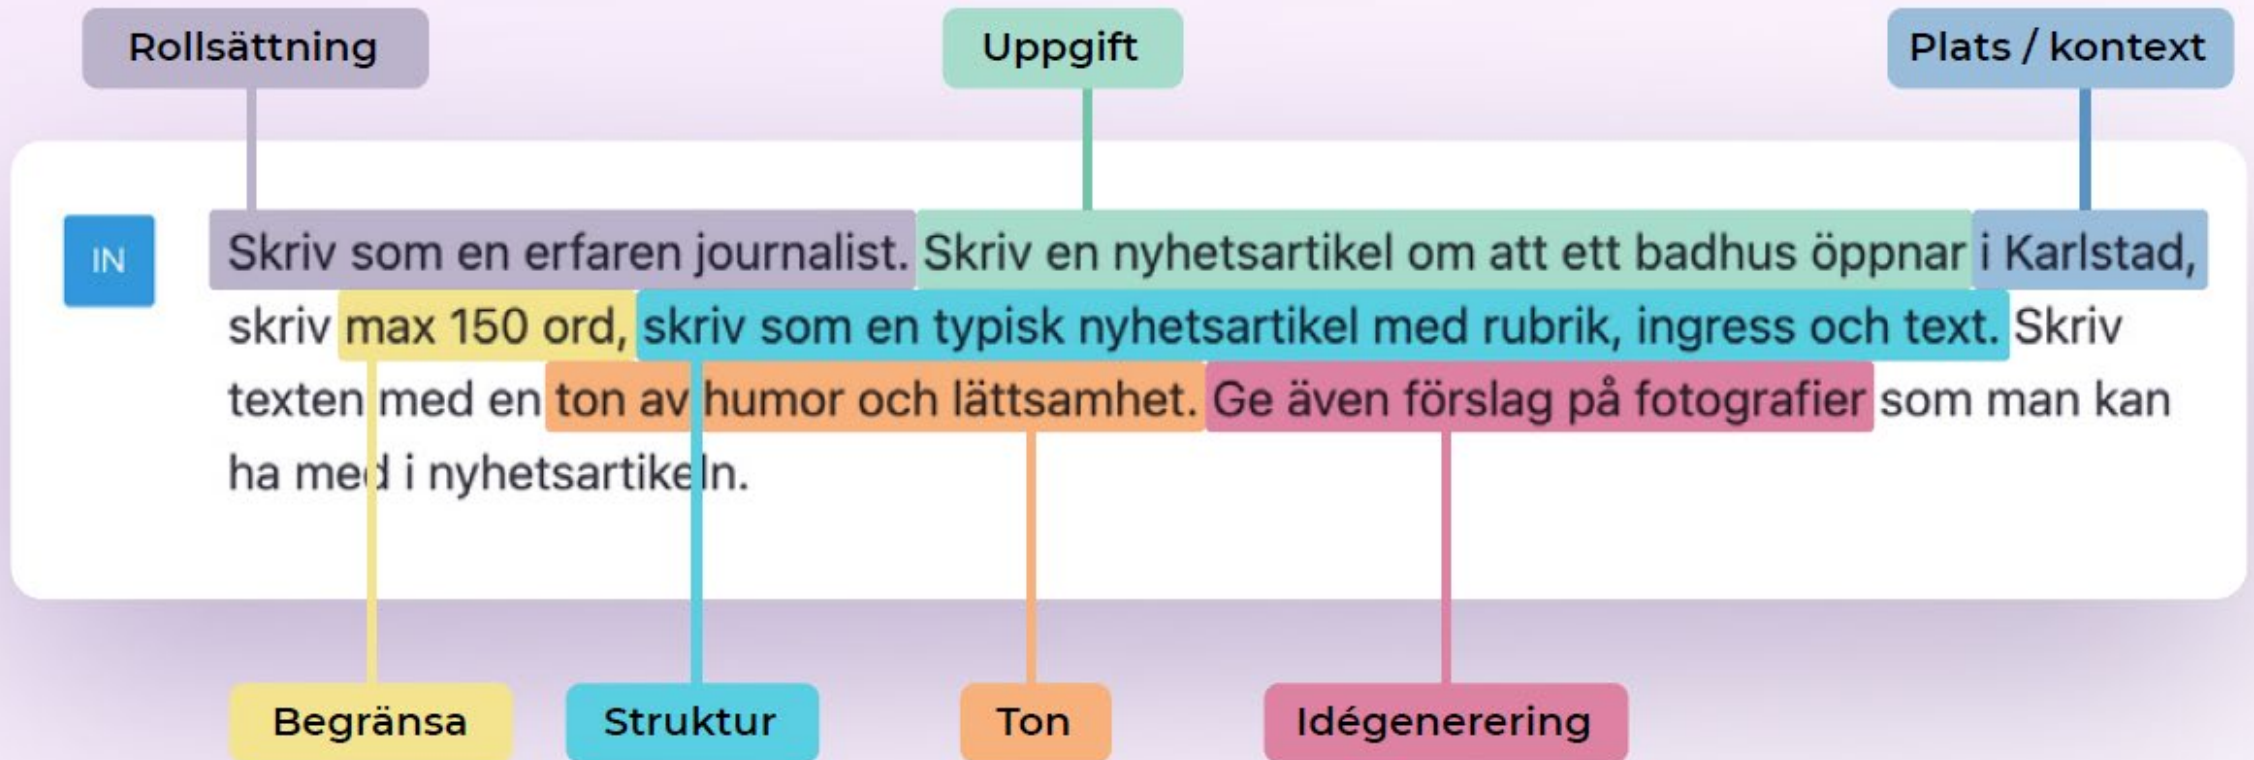 Rollsättning
Uppgift
Plats / kontext
IN
Skriv som en erfaren journalist. Skriv en nyhetsartikel om att ett badhus öppnar i Karlstad,
skriv max 150 ord, skriv som en typisk nyhetsartikel med rubrik, ingress och text. Skriv
texten med en ton av humor och lättsamhet. Ge även förslag på fotografier som man kan
ha med i nyhetsartikeln.
Begränsa
Struktur
Ton
Idégenerering